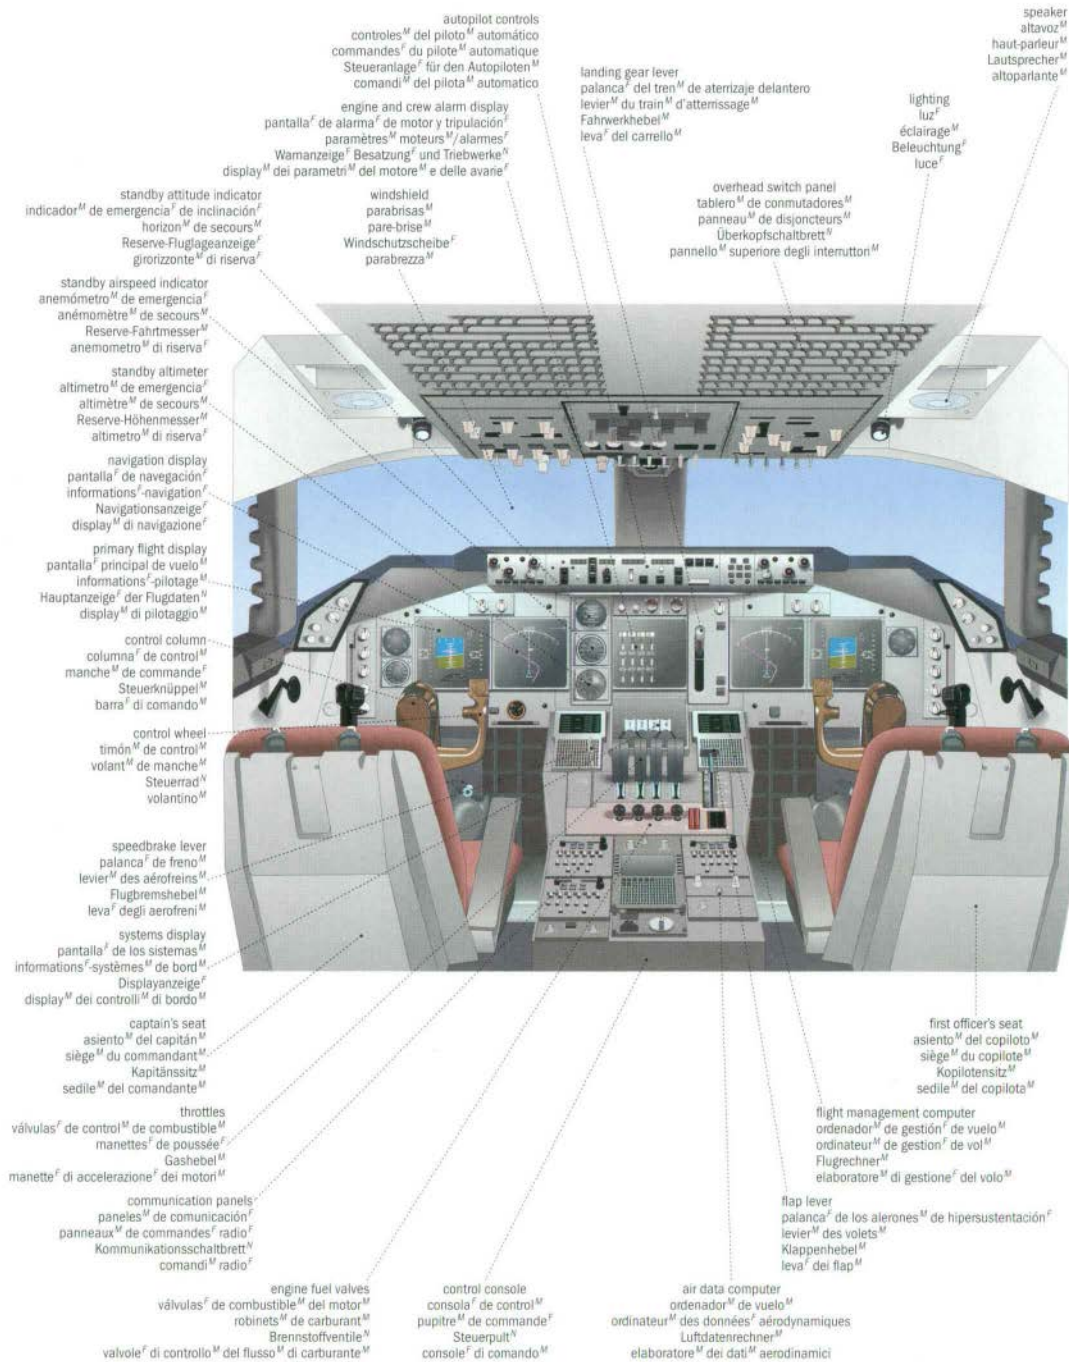 autopilot controls
controles^M del piloto^M automático
commandes^F du pilote^M automatique
Steueranlage^F für den Autopiloten^M
comandi^M del pilota^M automatico
speaker
altavoz^M
haut-parleur^M
Lautsprecher^M
altoparlante^M
landing gear lever
palanca^F del tren^M de aterrizaje delantero
levier^M du train^M d'atterrissage^M
Fahrwerkhebel^M
leva^F del carrello^M
engine and crew alarm display
pantalla^F de alarma^F de motor y tripulación^F
paramètres^M moteurs^M/alarmes^F
Warnanzeige^F Besatzung^F und Triebwerke^N
display^M dei parametri^M del motore^M e delle avarie^F
lighting
luz^F
éclairage^M
Beleuchtung^F
luce^F
standby attitude indicator
indicador^M de emergencia^F de inclinación^F
horizon^M de secours^M
Reserve-Fluglageanzeige^F
girorizzonte^M di riserva^F
windshield
parabrisas^M
pare-brise^M
Windschutzscheibe^F
parabrezza^M
overhead switch panel
tablero^M de conmutadores^M
panneau^M de disjoncteurs^M
Überkopfschaltbrett^N
pannello^M superiore degli interruttori^M
standby airspeed indicator
anemómetro^M de emergencia^F
anémomètre^M de secours^M
Reserve-Fahrtmesser^M
anemometro^M di riserva^F
standby altimeter
altimetro^M de emergencia^F
altimètre^M de secours^M
Reserve-Höhenmesser^M
altimetro^M di riserva^F
navigation display
pantalla^F de navegación^F
informations^F-navigation^F
Navigationsanzeige^F
display^M di navigazione^F
primary flight display
pantalla^F principal de vuelo^M
informations^F-pilotage^M
Hauptanzeige^F der Flugdaten^N
display^M di pilotaggio^M
control column
columna^F de control^M
manche^M de commande^F
Steuerknüppel^M
barra^F di comando^M
control wheel
timón^M de control^M
volant^M de manche^M
Steuerrad^N
volantino^M
speedbrake lever
palanca^F de freno^M
levier^M des aérofreins^M
Flugbremshebel^M
leva^F degli aerofreni^M
systems display
pantalla^F de los sistemas^M
informations^F-systèmes^M de bord^M
Displayanzeige^F
display^M dei controlli^M di bordo^M
captain's seat
asiento^M del capitán^M
siège^M du commandant^M
Kapitänssitz^M
sedile^M del comandante^M
first officer's seat
asiento^M del copiloto^M
siège^M du copilote^M
Kopilotensitz^M
sedile^M del copilota^M
throttles
válvulas^F de control^M de combustible^M
manettes^F de poussée^F
Gashebel^M
manette^F di accelerazione^F dei motori^M
flight management computer
ordenador^M de gestión^F de vuelo^M
ordinateur^M de gestion^F de vol^M
Flugrechner^M
elaboratore^M di gestione^F del volo^M
communication panels
paneles^M de comunicación^F
panneaux^M de commandes^F radio^F
Kommunikationsschaltbrett^N
comandi^M radio^F
flap lever
palanca^F de los alerones^M de hipersustentación^F
levier^M des volets^M
Klappenhebel^M
leva^F dei flap^M
engine fuel valves
válvulas^F de combustible^M del motor^M
robinets^M de carburant^M
Brennstoffventile^N
valvole^F di controllo^M del flusso^M di carburante^M
control console
consola^F de control^M
pupitre^M de commande^F
Steuerpult^N
console^F di comando^M
air data computer
ordenador^M de vuelo^M
ordinateur^M des données^F aérodynamiques
Luftdatenrechner^M
elaboratore^M dei dati^M aerodinamici